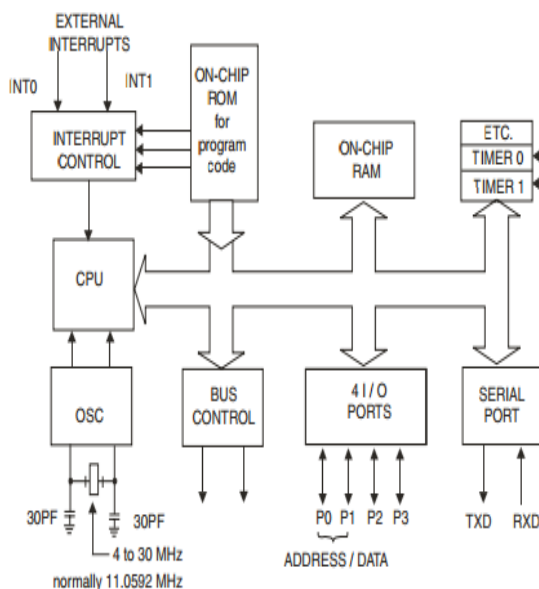 EXTERNAL
INTERRUPTS
INT0
INT1
INTERRUPT
CONTROL
ON-CHIP
ROM
for
program
code
ON-CHIP
RAM
ETC.
TIMER 0
TIMER 1
CPU
OSC
BUS
CONTROL
4 I / O
PORTS
SERIAL
PORT
30PF
30PF
P0 P1 P2 P3
TXD RXD
4 to 30 MHz
ADDRESS / DATA
normally 11.0592 MHz